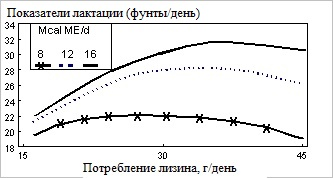 Показатели лактации (фунты/день)
Mcal ME/d
8 12 16
34
32
30
28
26
24
22
20
18
15 30 45
Потребление лизина, г/день